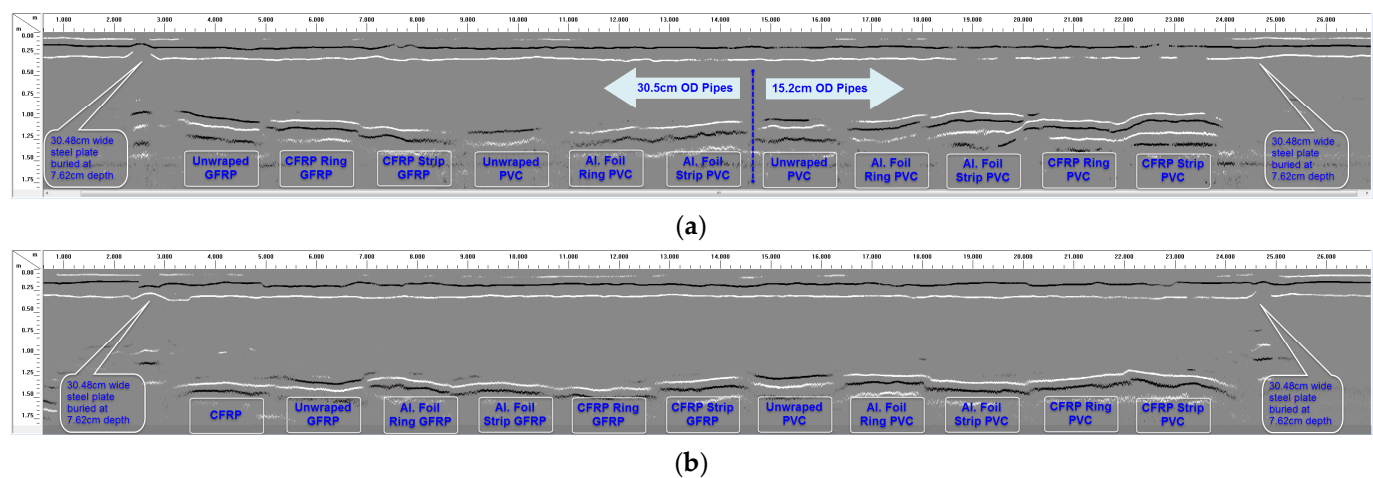 m
1.000 2.000 3.000 4.000 5.000 6.000 7.000 8.000 9.000 10.000 11.000 12.000 13.000 14.000 15.000 16.000 17.000 18.000 19.000 20.000 21.000 22.000 23.000 24.000 25.000 26.000
m
0.00
0.25
0.50
0.75
1.00
1.25
1.50
1.75
30.5cm OD Pipes
15.2cm OD Pipes
30.48cm wide
steel plate
buried at
7.62cm depth
Unwraped
GFRP
CFRP Ring
GFRP
CFRP Strip
GFRP
Unwraped
PVC
Al. Foil
Ring PVC
Al. Foil
Strip PVC
Unwraped
PVC
Al. Foil
Ring PVC
Al. Foil
Strip PVC
CFRP Ring
PVC
CFRP Strip
PVC
30.48cm wide
steel plate
buried at
7.62cm depth
(a)
m
1.000 2.000 3.000 4.000 5.000 6.000 7.000 8.000 9.000 10.000 11.000 12.000 13.000 14.000 15.000 16.000 17.000 18.000 19.000 20.000 21.000 22.000 23.000 24.000 25.000 26.000
m
0.00
0.25
0.50
0.75
1.00
1.25
1.50
1.75
30.48cm wide
steel plate
buried at
7.62cm depth
CFRP
Unwraped
GFRP
Al. Foil
Ring GFRP
Al. Foil
Strip GFRP
CFRP Ring
GFRP
CFRP Strip
GFRP
Unwraped
PVC
Al. Foil
Ring PVC
Al. Foil
Strip PVC
CFRP Ring
PVC
CFRP Strip
PVC
30.48cm wide
steel plate
buried at
7.62cm depth
(b)